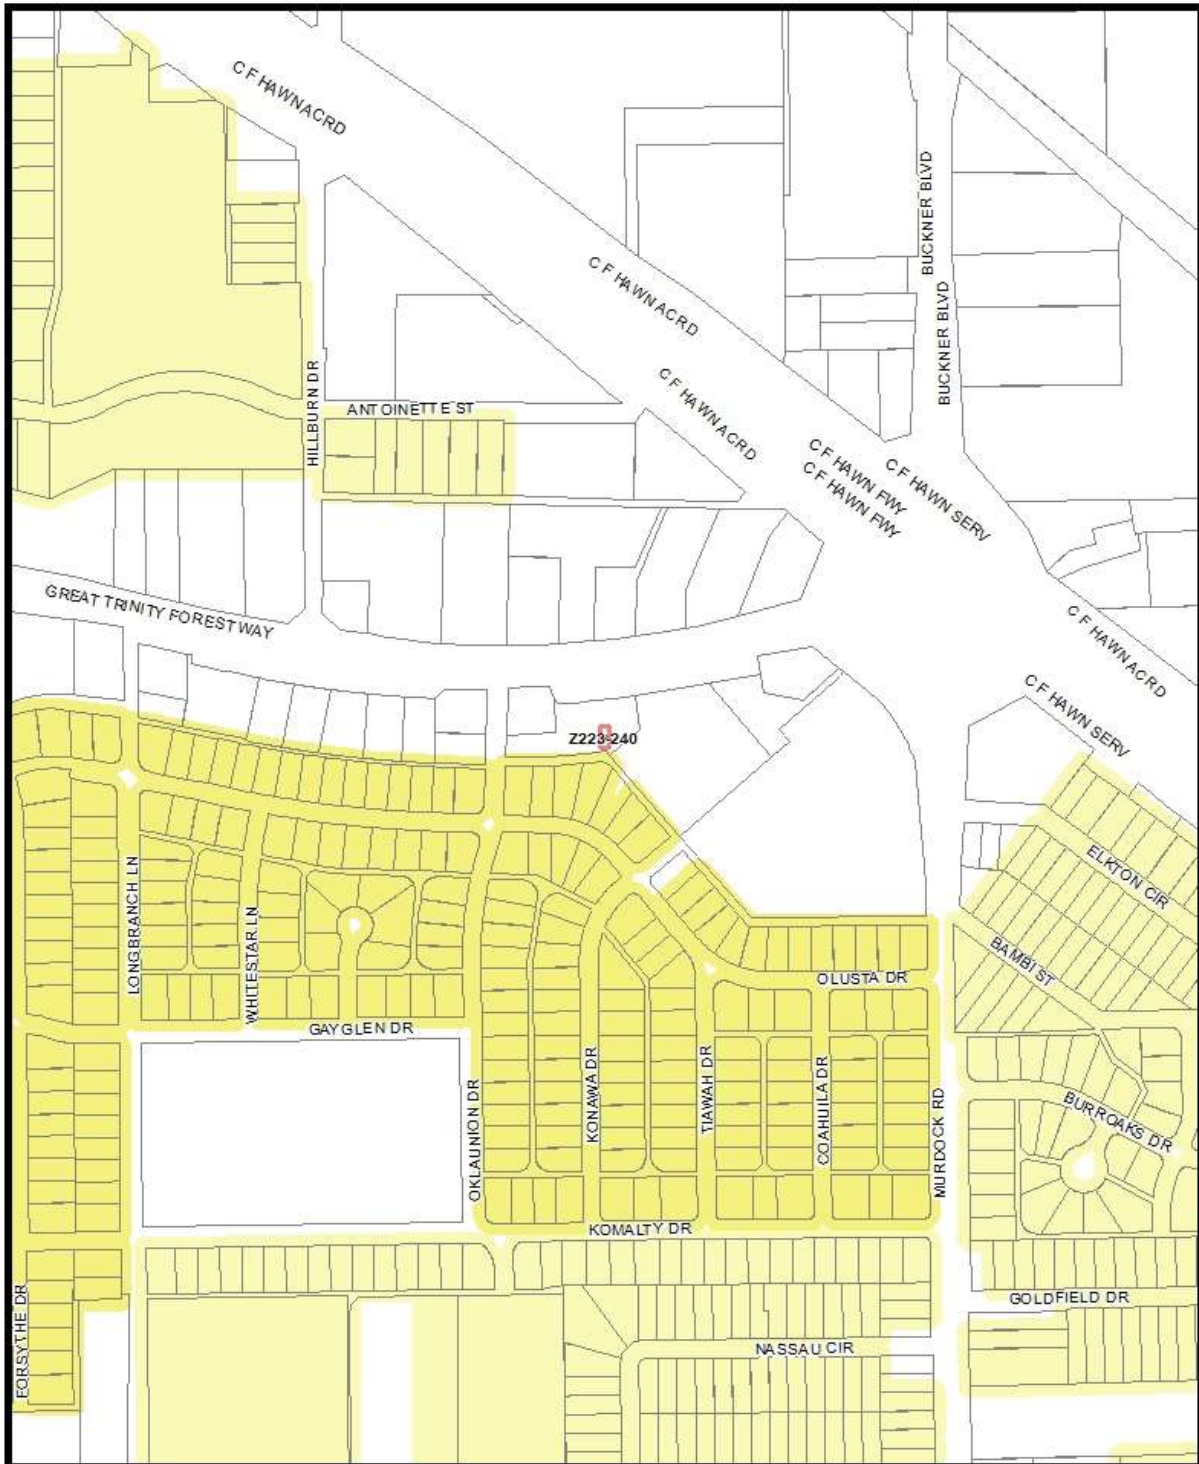 C F HAWN ACRD
BUCKNER BLVD
C F HAWN ACRD
BUCKNER BLVD
HILLBURN DR
C F HAWN ACRD
ANTOINETTE ST
C F HAWN FWY
C F HAWN SERV
C F HAWN FWY
GREAT TRINITY FOREST WAY
C F HAWN ACRD
C F HAWN SERV
Z223-240
ELKTON CIR
LONGBRANCH LN
WHITESTAR LN
BAMBI ST
OLUSTA DR
GAYGLEN DR
OKLAUNION DR
KONAWA DR
TIAWAH DR
COAHUILA DR
MURDOCK RD
BURROAKS DR
KOMALTY DR
FORSYTHE DR
GOLDFIELD DR
NASSAU CIR